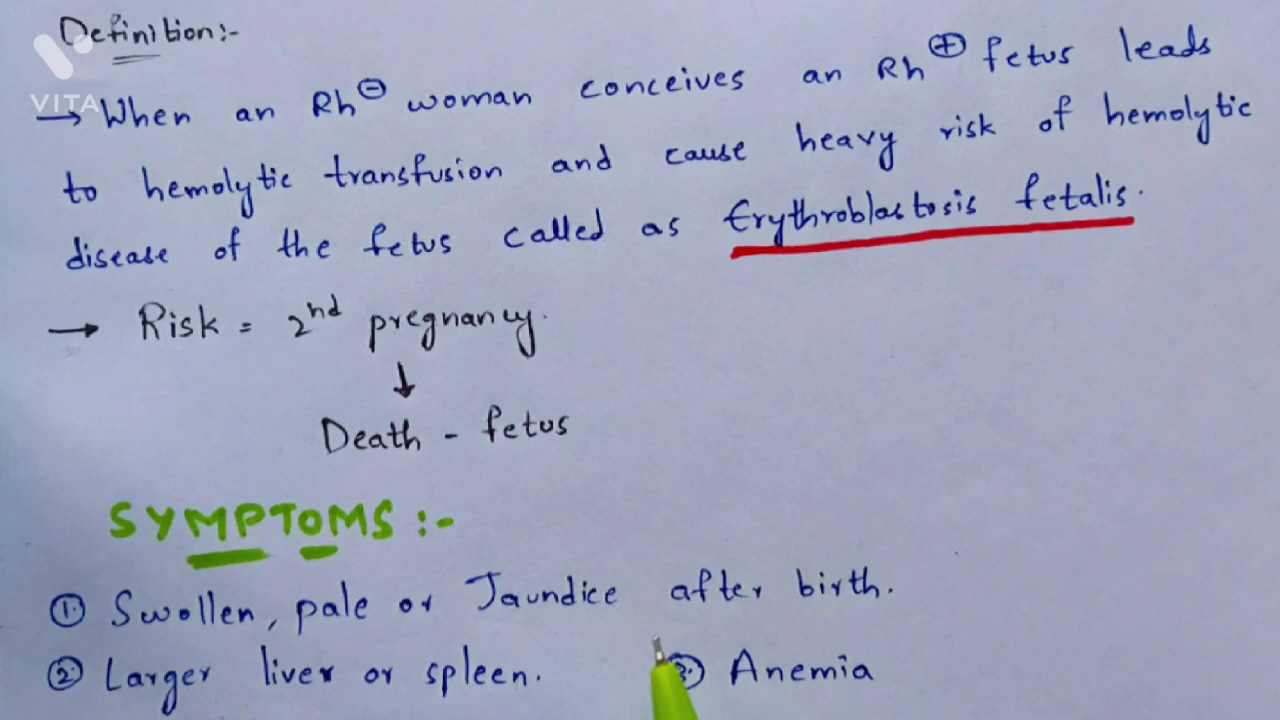 Definition:-
VITA
→ When an Rh⊖ woman conceives an Rh⊕ fetus leads
to hemolytic transfusion and cause heavy risk of hemolytic
disease of the fetus called as Erythroblastosis fetalis.
→ Risk = 2nd pregnancy.
↓
Death - fetus
SYMPTOMS :-
① Swollen, pale or Jaundice after birth.
② Larger liver or spleen. ③ Anemia